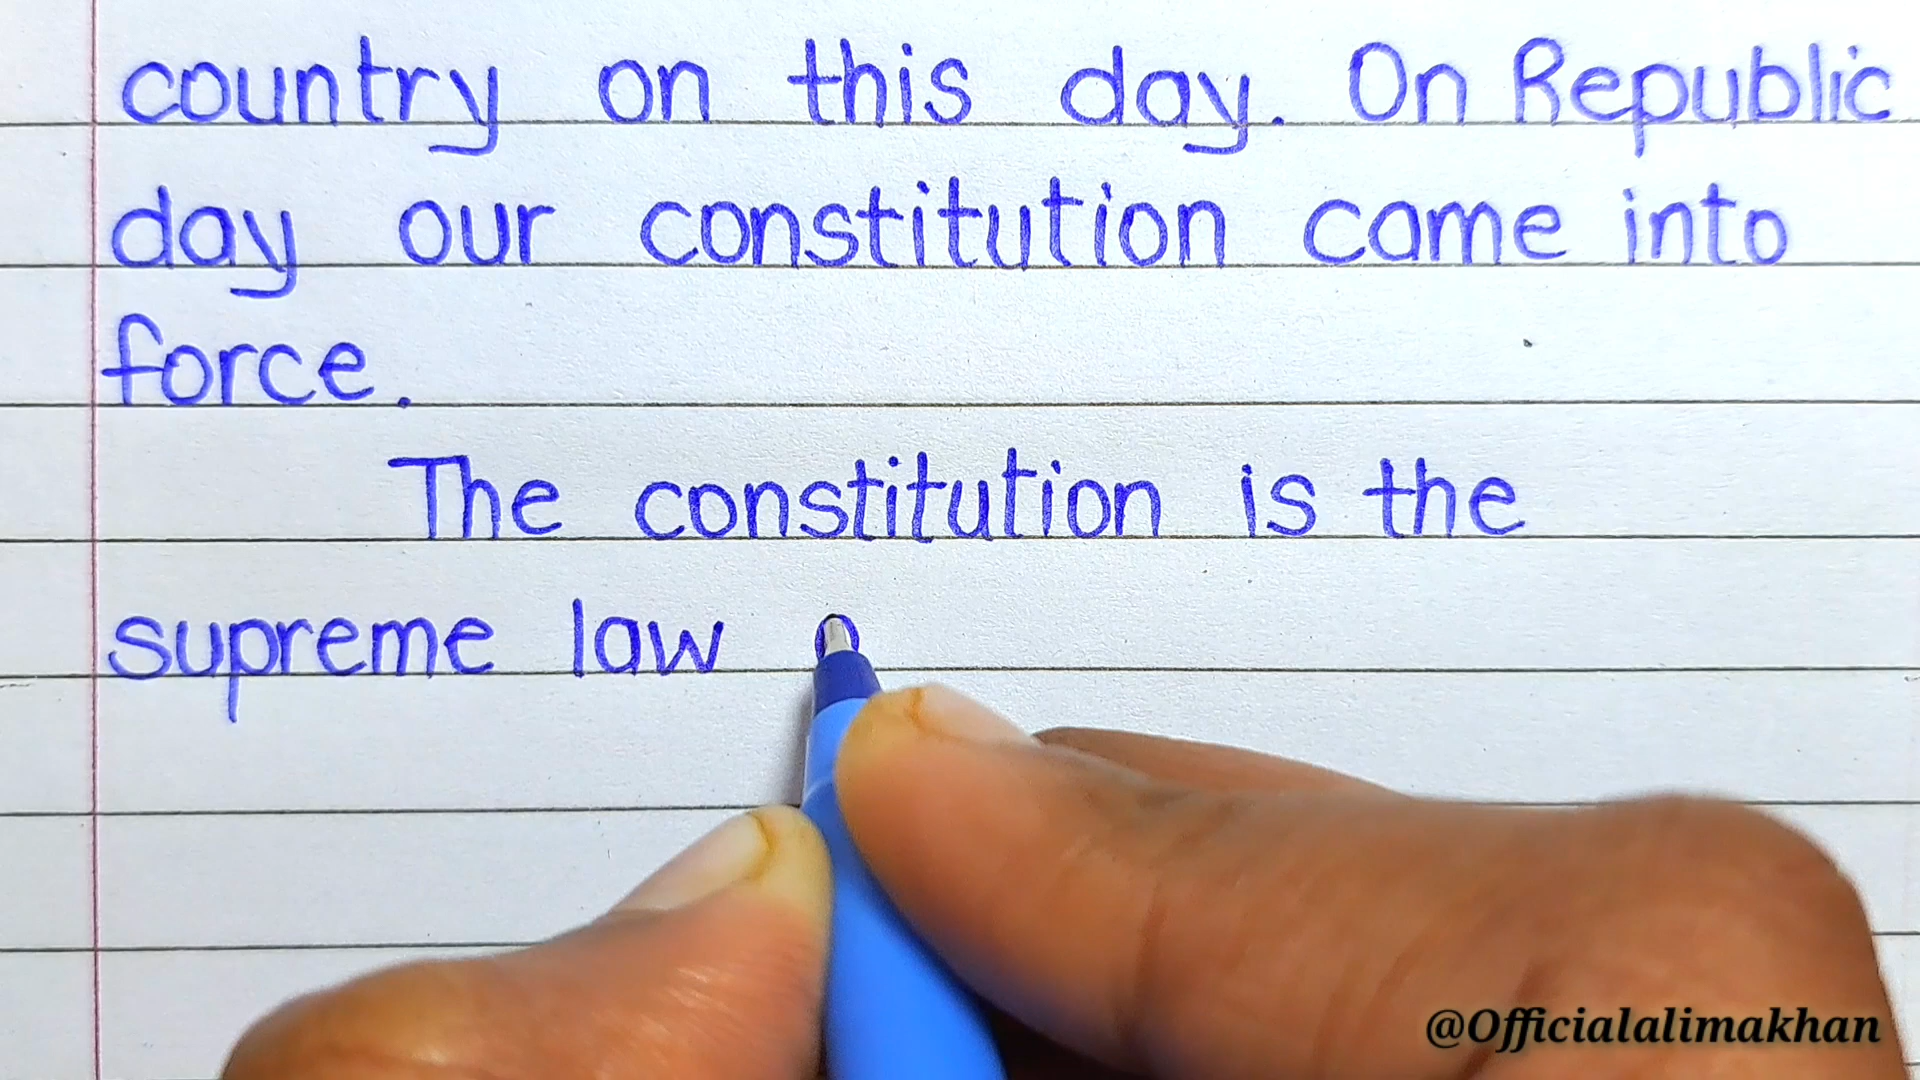 country on this day. On Republic
day our constitution came into
force.
The constitution is the
supreme law o
@Officialalimakhan